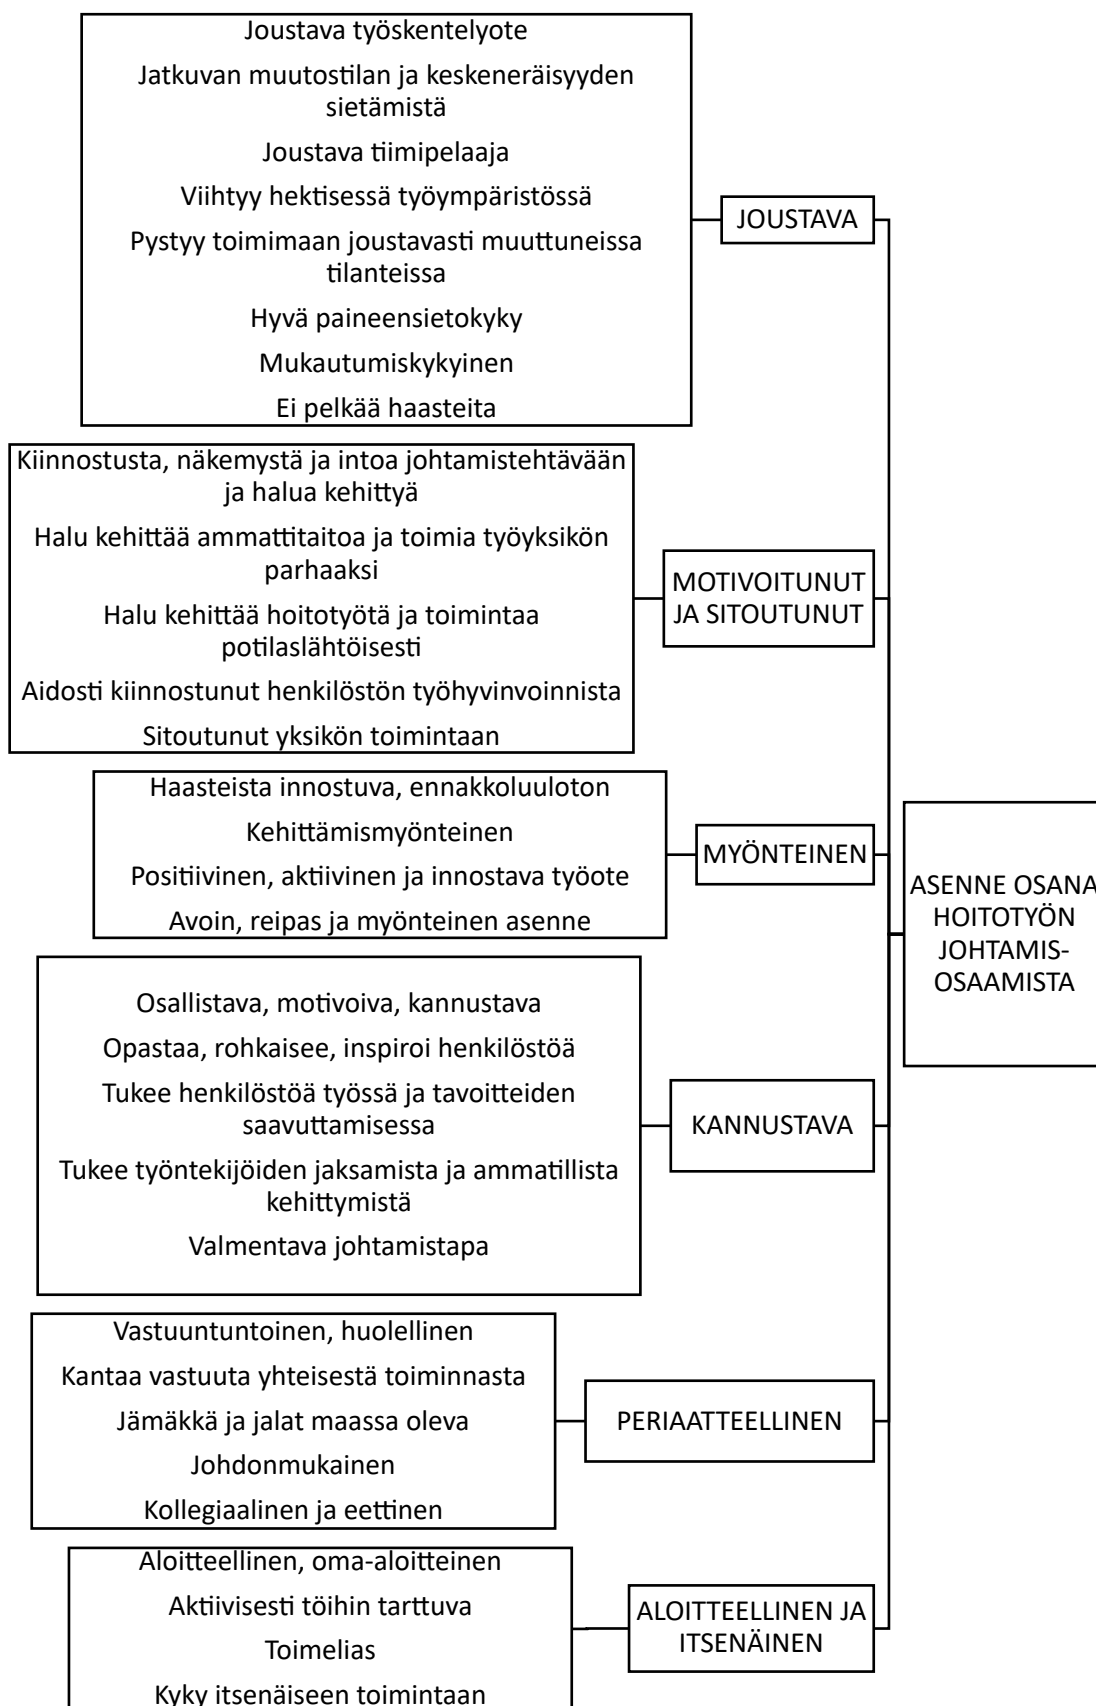 Joustava työskentelyote
Jatkuvan muutostilan ja keskeneräisyyden
sietämistä
Joustava tiimipelaaja
Viihtyy hektisessä työympäristössä
Pystyy toimimaan joustavasti muuttuneissa
tilanteissa
Hyvä paineensietokyky
Mukautumiskykyinen
Ei pelkää haasteita
JOUSTAVA
Kiinnostusta, näkemystä ja intoa johtamistehtävään
ja halua kehittyä
Halu kehittää ammattitaitoa ja toimia työyksikön
parhaaksi
Halu kehittää hoitotyötä ja toimintaa
potilaslähtöisesti
Aidosti kiinnostunut henkilöstön työhyvinvoinnista
Sitoutunut yksikön toimintaan
MOTIVOITUNUT
JA SITOUTUNUT
Haasteista innostuva, ennakkoluuloton
Kehittämismyönteinen
Positiivinen, aktiivinen ja innostava työote
Avoin, reipas ja myönteinen asenne
MYÖNTEINEN
Osallistava, motivoiva, kannustava
Opastaa, rohkaisee, inspiroi henkilöstöä
Tukee henkilöstöä työssä ja tavoitteiden
saavuttamisessa
Tukee työntekijöiden jaksamista ja ammatillista
kehittymistä
Valmentava johtamistapa
KANNUSTAVA
Vastuuntuntoinen, huolellinen
Kantaa vastuuta yhteisestä toiminnasta
Jämäkkä ja jalat maassa oleva
Johdonmukainen
Kollegiaalinen ja eettinen
PERIAATTEELLINEN
Aloitteellinen, oma-aloitteinen
Aktiivisesti töihin tarttuva
Toimelias
Kyky itsenäiseen toimintaan
ALOITTEELLINEN JA
ITSENÄINEN
ASENNE OSANA
HOITOTYÖN
JOHTAMIS-
OSAAMISTA